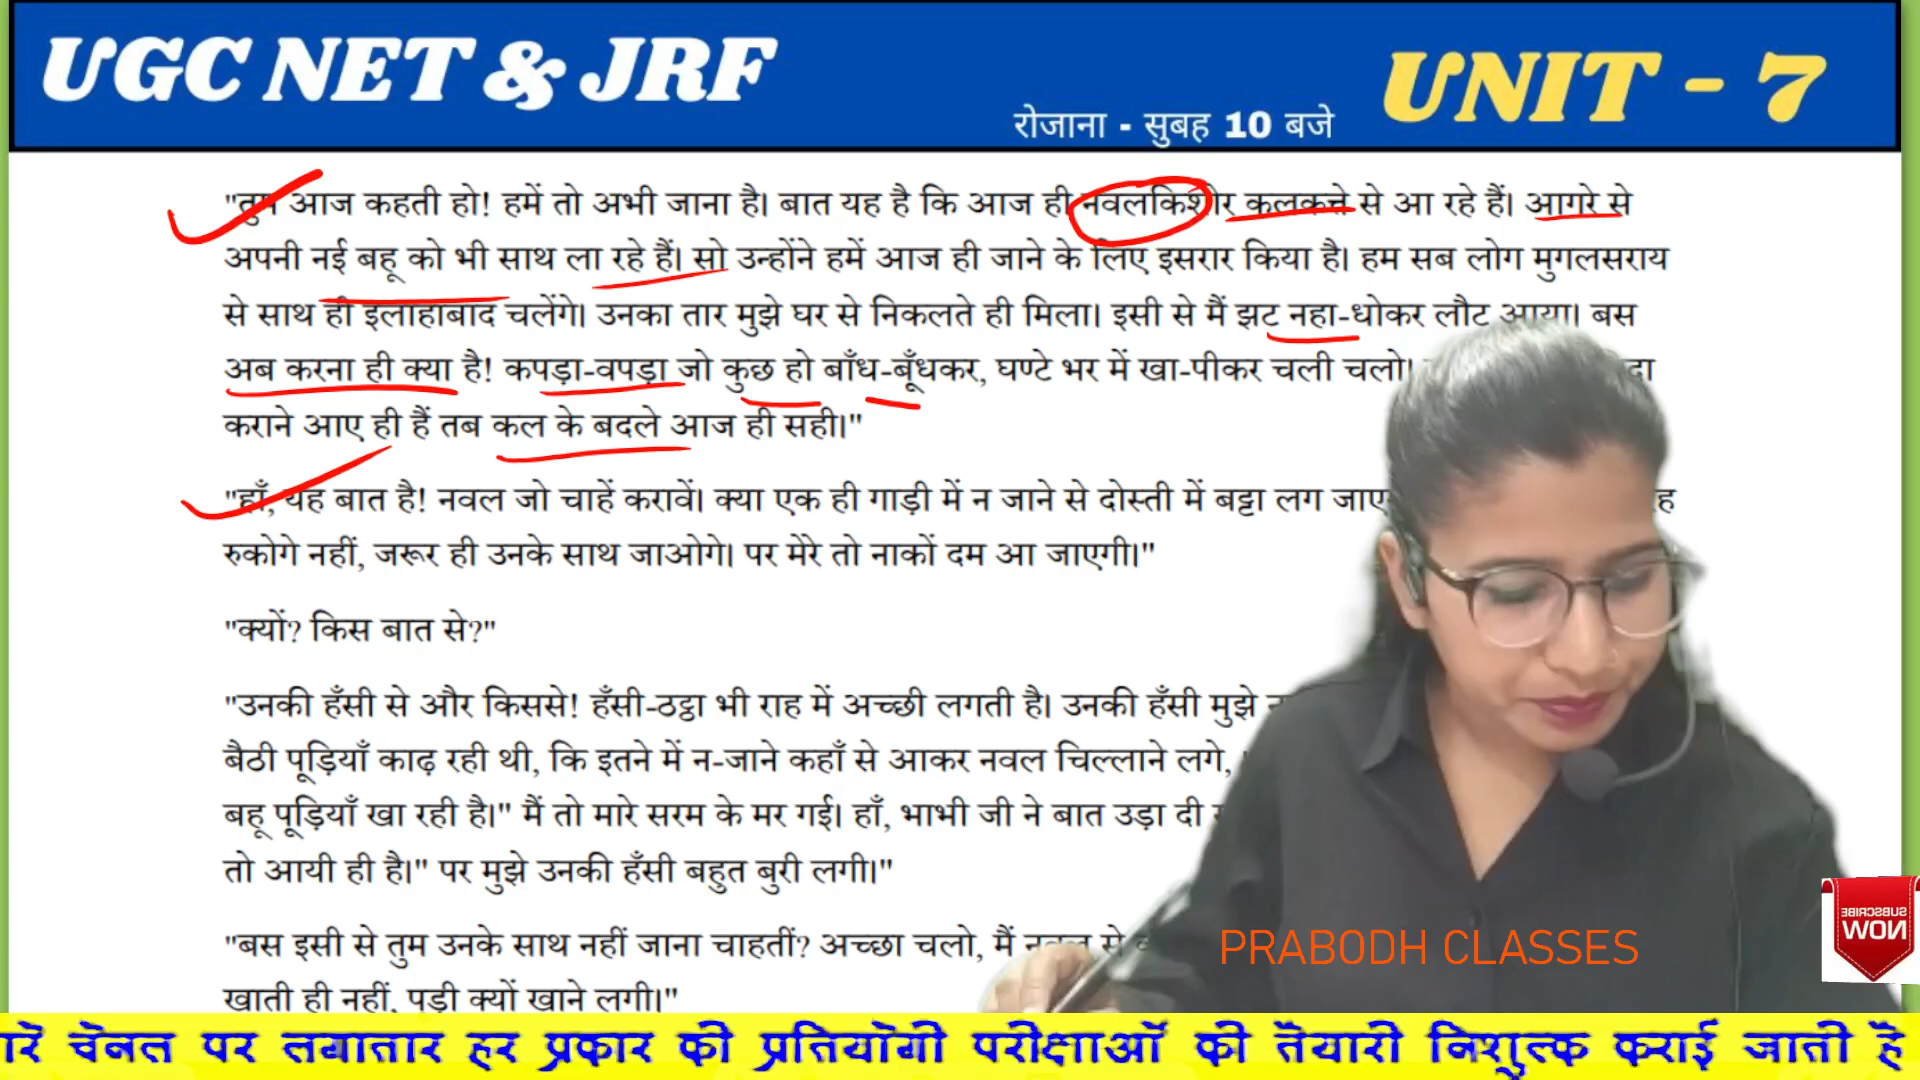 UGC NET & JRF
रोजाना - सुबह 10 बजे
UNIT - 7
"तुम आज कहती हो! हमें तो अभी जाना है। बात यह है कि आज ही नवलकिशोर कलकत्ते से आ रहे हैं। आगरे से
अपनी नई बहू को भी साथ ला रहे हैं। सो उन्होंने हमें आज ही जाने के लिए इसरार किया है। हम सब लोग मुगलसराय
से साथ ही इलाहाबाद चलेंगे। उनका तार मुझे घर से निकलते ही मिला। इसी से मैं झट नहा-धोकर लौट आया। बस
अब करना ही क्या है! कपड़ा-वपड़ा जो कुछ हो बाँध-बूँधकर, घण्टे भर में खा-पीकर चली चलो।
कराने आए ही हैं तब कल के बदले आज ही सही।"
"हाँ, यह बात है! नवल जो चाहें करावें। क्या एक ही गाड़ी में न जाने से दोस्ती में बट्टा लग
रुकोगे नहीं, जरूर ही उनके साथ जाओगे। पर मेरे तो नाकों दम आ जाएगी।"
"क्यों? किस बात से?"
"उनकी हँसी से और किससे! हँसी-ठट्ठा भी राह में अच्छी लगती है। उनकी हँसी मुझे
बैठी पूड़ियाँ काढ़ रही थी, कि इतने में न-जाने कहाँ से आकर नवल चिल्लाने लगे,
बहू पूड़ियाँ खा रही है।" मैं तो मारे सरम के मर गई। हाँ, भाभी जी ने बात उड़ा दी
तो आयी ही है।" पर मुझे उनकी हँसी बहुत बुरी लगी।"
"बस इसी से तुम उनके साथ नहीं जाना चाहतीं? अच्छा चलो, मैं नवल से
खाती ही नहीं, पूड़ी क्यों खाने लगी।"
PRABODH CLASSES
SUBSCRIBE
NOW
चैनल पर लगातार हर प्रकार की प्रतियोगी परीक्षाओं की तैयारी निशुल्क कराई जाती है